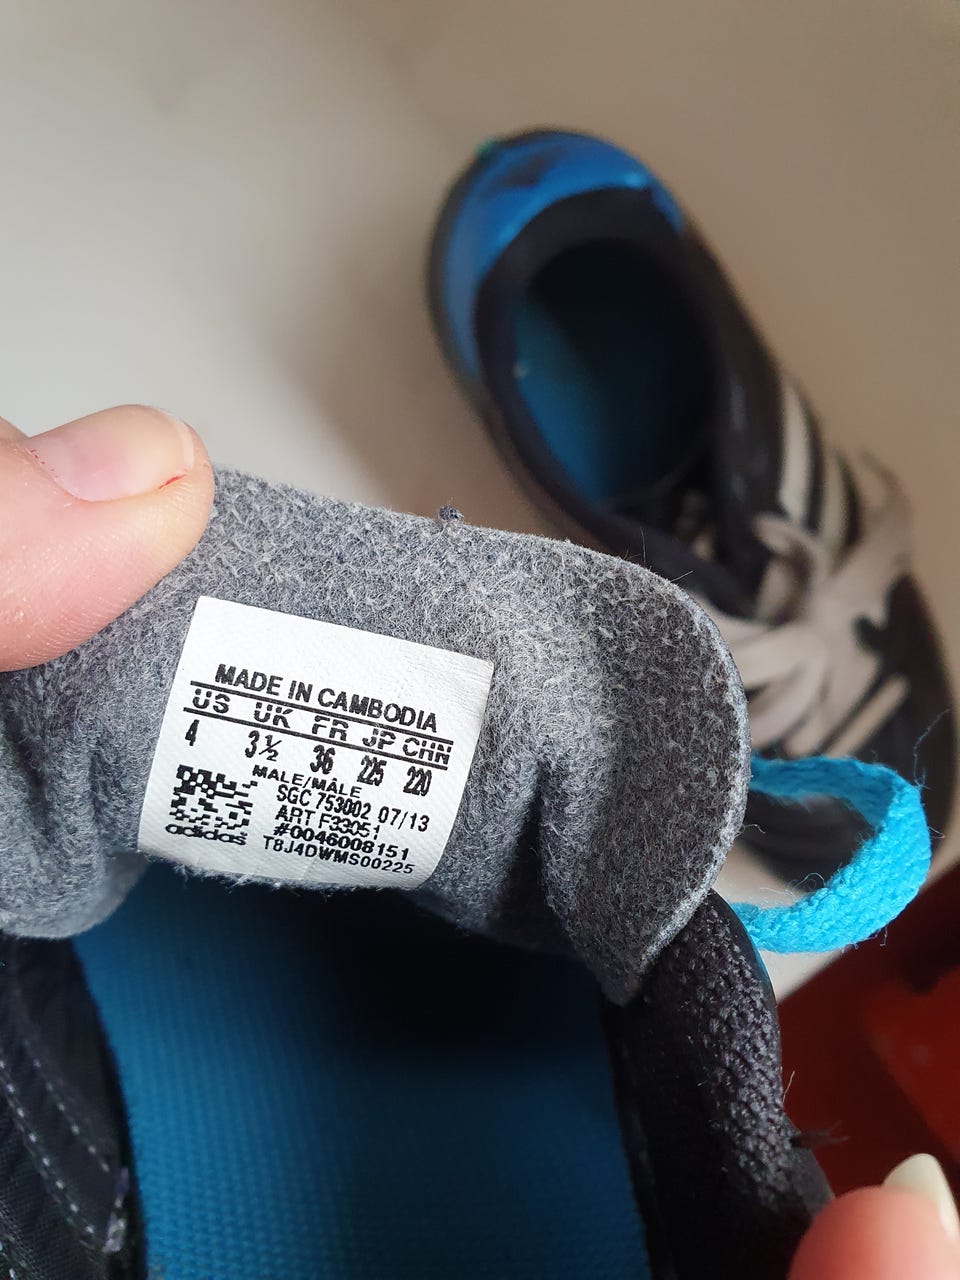 MADE IN CAMBODIA
US UK FR JP CHN
4 3½ 36 225 220
MALE/MÂLE
SGC 753002 07/13
ART F33051
#0046008151
adidas T8J4DWMS00225